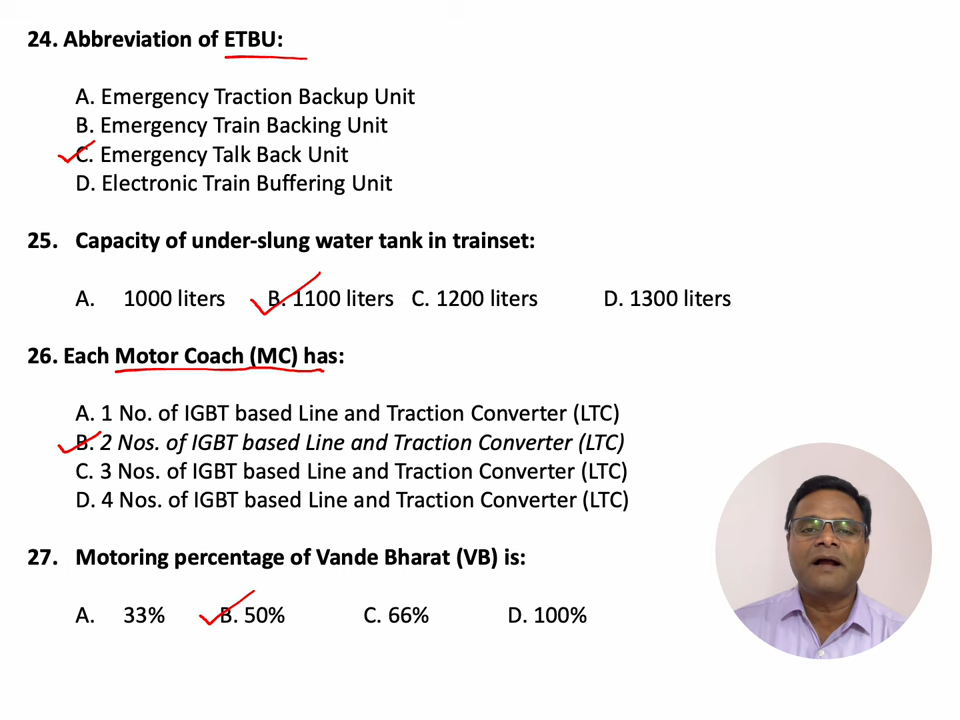 24. Abbreviation of ETBU:
A. Emergency Traction Backup Unit
B. Emergency Train Backing Unit
C. Emergency Talk Back Unit
D. Electronic Train Buffering Unit
25. Capacity of under-slung water tank in trainset:
A. 1000 liters B. 1100 liters C. 1200 liters D. 1300 liters
26. Each Motor Coach (MC) has:
A. 1 No. of IGBT based Line and Traction Converter (LTC)
B. 2 Nos. of IGBT based Line and Traction Converter (LTC)
C. 3 Nos. of IGBT based Line and Traction Converter (LTC)
D. 4 Nos. of IGBT based Line and Traction Converter (LTC)
27. Motoring percentage of Vande Bharat (VB) is:
A. 33% B. 50% C. 66% D. 100%